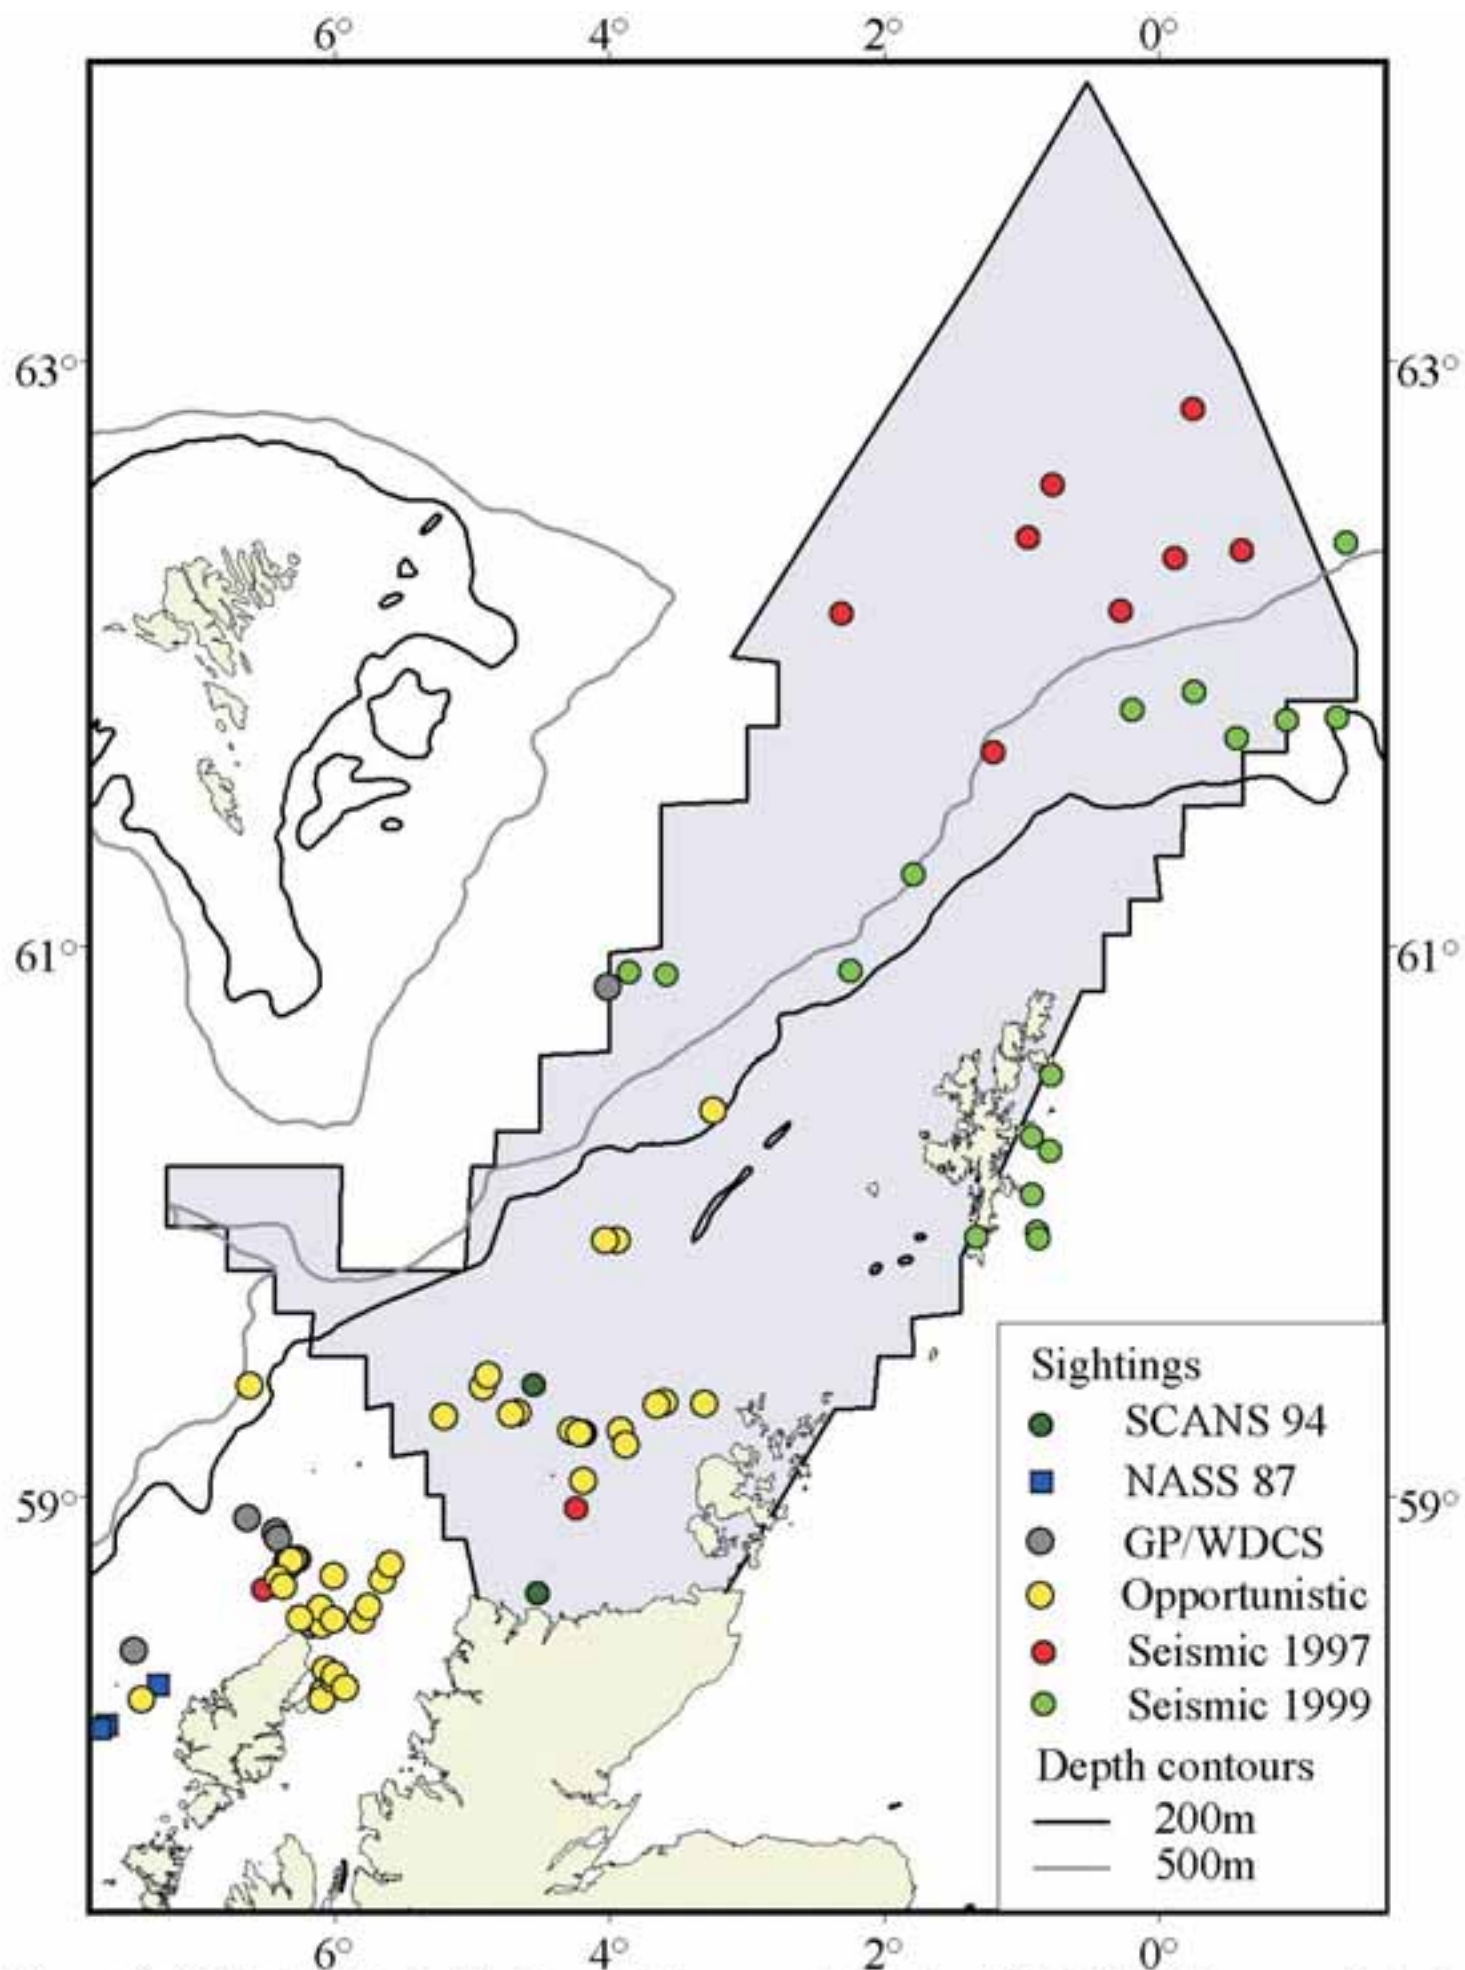 6° 4° 2° 0°
63° 63°
61° 61°
59° 59°
Sightings
SCANS 94
NASS 87
GP/WDCS
Opportunistic
Seismic 1997
Seismic 1999
Depth contours
200m
500m
6° 4° 2° 0°